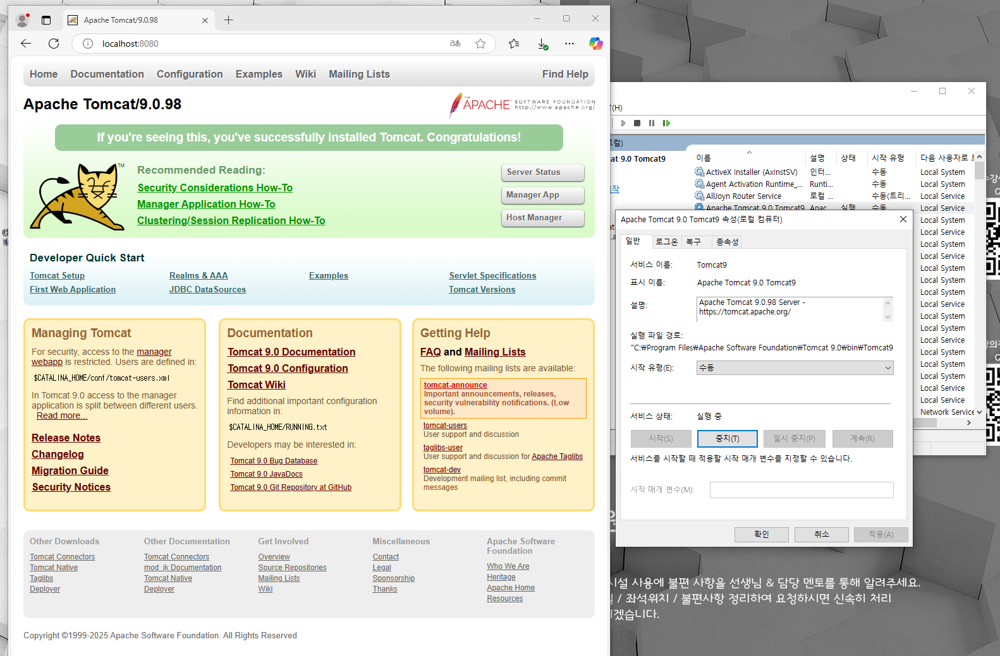 Apache Tomcat/9.0.98
localhost:8080
Home Documentation Configuration Examples Wiki Mailing Lists Find Help
Apache Tomcat/9.0.98
THE APACHE SOFTWARE FOUNDATION
http://www.apache.org/
If you're seeing this, you've successfully installed Tomcat. Congratulations!
TM
Recommended Reading:
Security Considerations How-To
Manager Application How-To
Clustering/Session Replication How-To
Server Status
Manager App
Host Manager
Developer Quick Start
Tomcat Setup
First Web Application
Realms & AAA
JDBC DataSources
Examples
Servlet Specifications
Tomcat Versions
Managing Tomcat
For security, access to the manager
webapp is restricted. Users are defined in:
$CATALINA_HOME/conf/tomcat-users.xml
In Tomcat 9.0 access to the manager
application is split between different users.
Read more...
Release Notes
Changelog
Migration Guide
Security Notices
Documentation
Tomcat 9.0 Documentation
Tomcat 9.0 Configuration
Tomcat Wiki
Find additional important configuration
information in:
$CATALINA_HOME/RUNNING.txt
Developers may be interested in:
Tomcat 9.0 Bug Database
Tomcat 9.0 JavaDocs
Tomcat 9.0 Git Repository at GitHub
Getting Help
FAQ and Mailing Lists
The following mailing lists are available:
tomcat-announce
Important announcements, releases,
security vulnerability notifications. (Low
volume).
tomcat-users
User support and discussion
taglibs-user
User support and discussion for Apache Taglibs
tomcat-dev
Development mailing list, including commit
messages
Other Downloads
Tomcat Connectors
Tomcat Native
Taglibs
Deployer
Other Documentation
Tomcat Connectors
mod_jk Documentation
Tomcat Native
Deployer
Get Involved
Overview
Source Repositories
Mailing Lists
Wiki
Miscellaneous
Contact
Legal
Sponsorship
Thanks
Apache Software
Foundation
Who We Are
Heritage
Apache Home
Resources
Copyright ©1999-2025 Apache Software Foundation. All Rights Reserved
(H)
컬)
at 9.0 Tomcat9
작
이름 설명 상태 시작 유형 다음 사용자로
ActiveX Installer (AxInstSV) 인터... 수동 Local System
Agent Activation Runtime_... Runti... 수동 Local System
AllJoyn Router Service 로컬 ... 수동(트리... Local Service
Apache Tomcat 9.0 Tomcat9 Apac... 실행 수동 Local Service
Local System
Local Service
Local System
Local Service
Local System
Local Service
Local System
Local System
Local Service
Local System
Local Service
Local System
Local System
Local System
Local System
Local Service
Local Service
Network Service
Apache Tomcat 9.0 Tomcat9 속성(로컬 컴퓨터)
일반 로그온 복구 종속성
서비스 이름: Tomcat9
표시 이름: Apache Tomcat 9.0 Tomcat9
설명: Apache Tomcat 9.0.98 Server -
https://tomcat.apache.org/
실행 파일 경로:
"C:₩Program Files₩Apache Software Foundation₩Tomcat 9.0₩bin₩Tomcat9
시작 유형(E): 수동
서비스 상태: 실행 중
시작(S) 중지(T) 일시 중지(P) 계속(R)
서비스를 시작할 때 적용할 시작 매개 변수를 지정할 수 있습니다.
시작 매개 변수(M):
확인 취소 적용(A)
시설 사용에 불편 사항을 선생님 & 담당 멘토를 통해 알려주세요.
/ 좌석위치 / 불편사항 정리하여 요청하시면 신속히 처리
겠습니다.